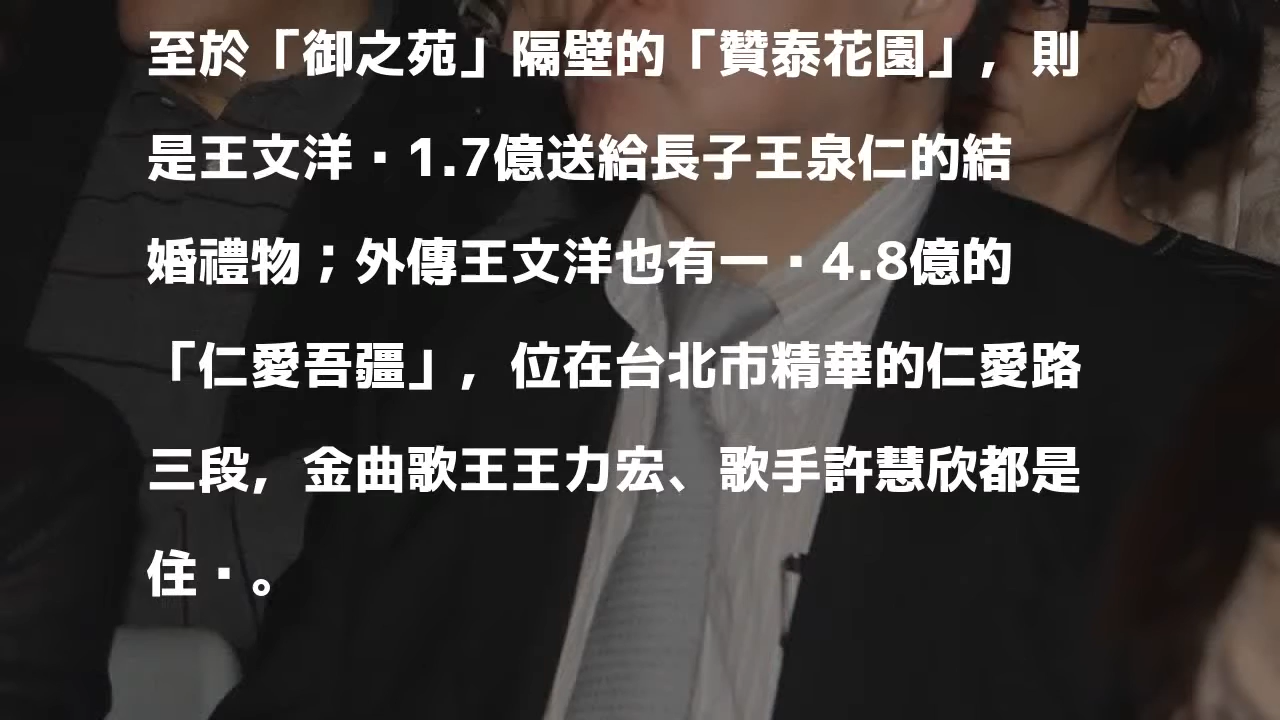 至於「御之苑」隔壁的「贊泰花園」，則
是王文洋▪1.7億送給長子王泉仁的結
婚禮物；外傳王文洋也有一▪4.8億的
「仁愛吾疆」，位在台北市精華的仁愛路
三段，金曲歌王王力宏、歌手許慧欣都是
住▪。